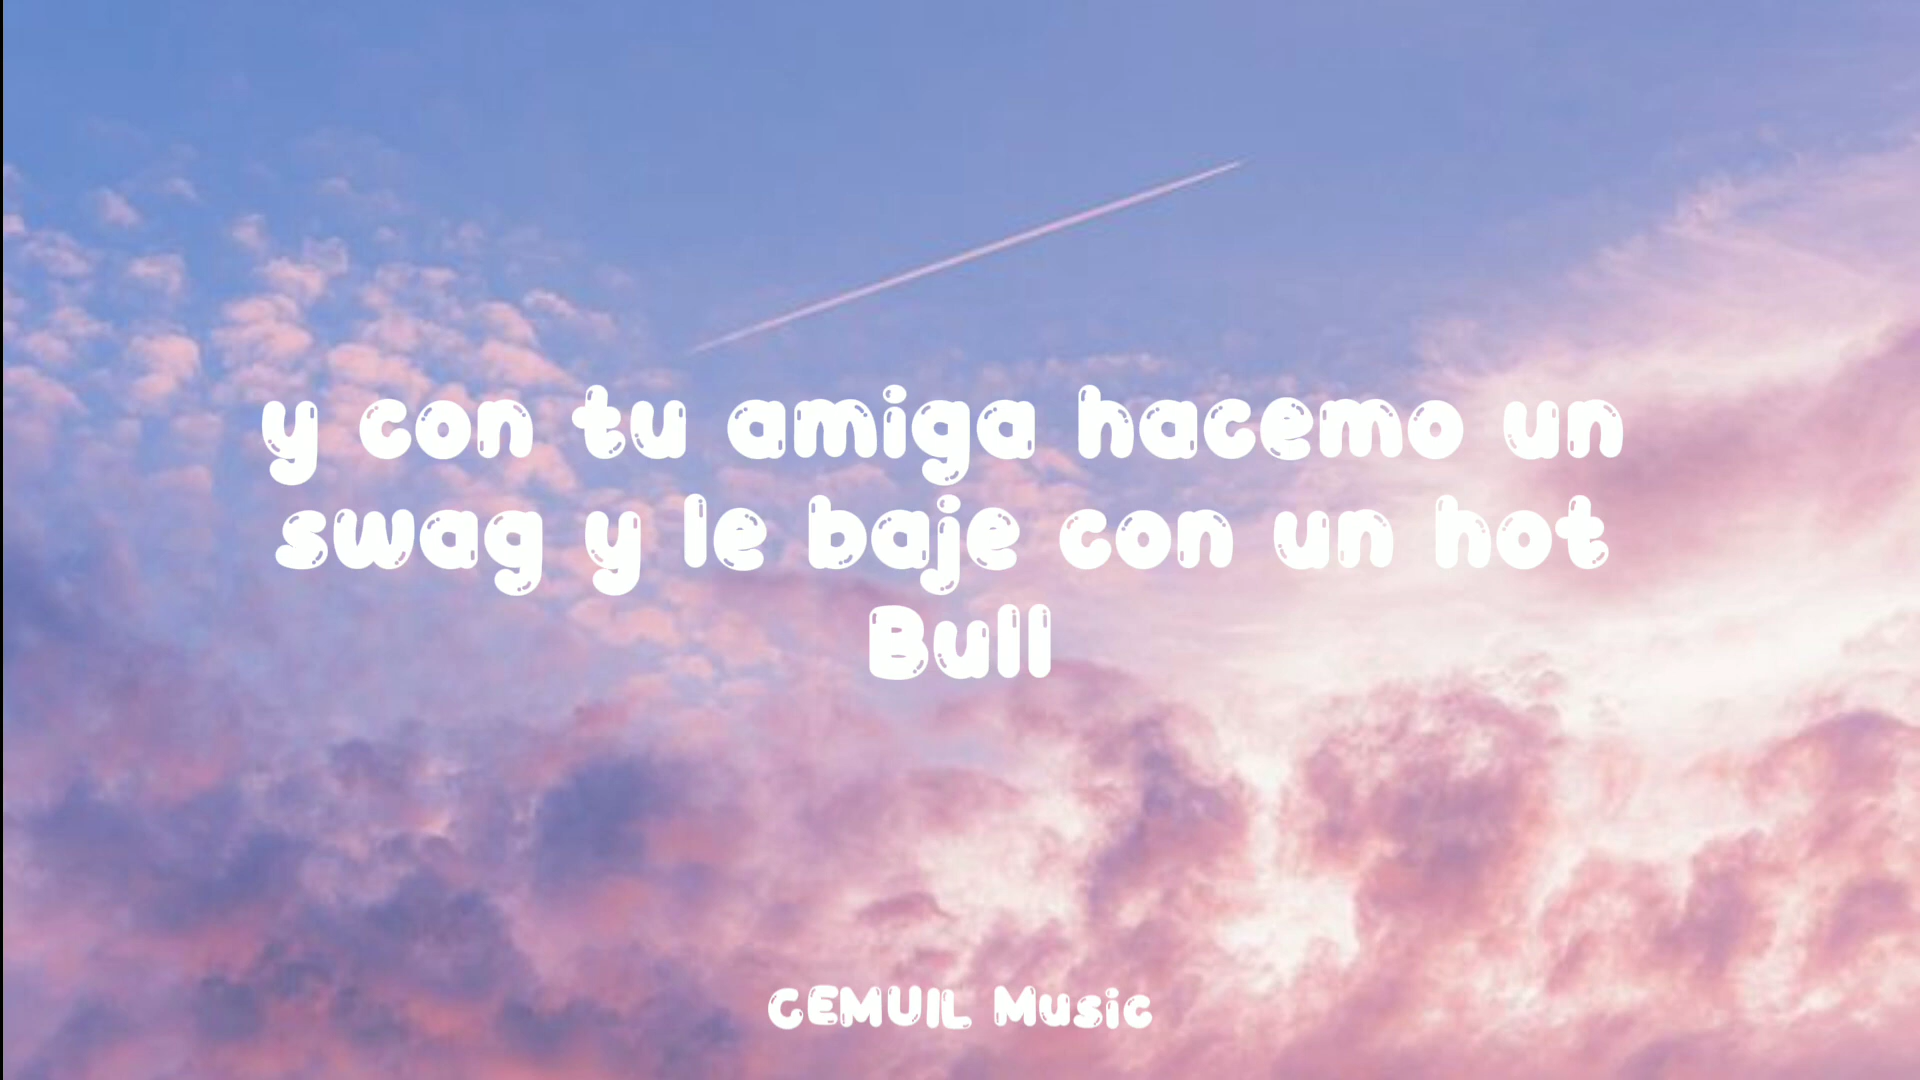 y con tu amiga hacemo un
swag y le baje con un hot
Bull
GEMUIL Music